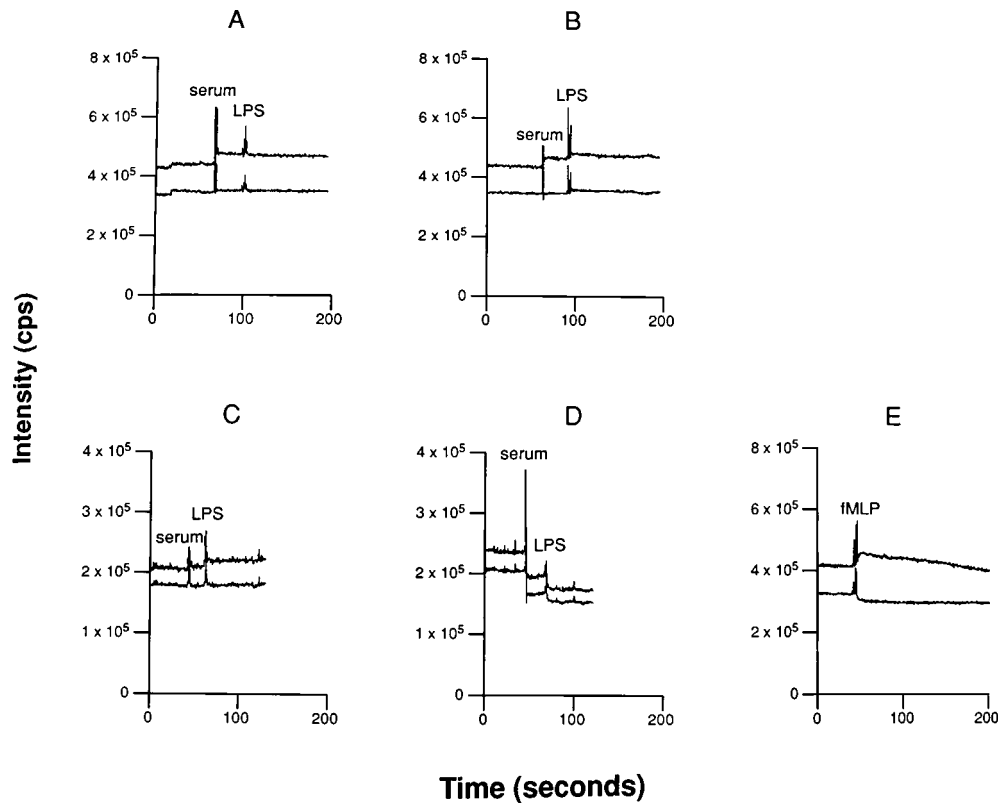 A
8 x 10⁵
6 x 10⁵
4 x 10⁵
2 x 10⁵
0
serum
LPS
0 100 200
B
8 x 10⁵
6 x 10⁵
4 x 10⁵
2 x 10⁵
0
LPS
serum
0 100 200
Intensity (cps)
C
4 x 10⁵
3 x 10⁵
2 x 10⁵
1 x 10⁵
0
LPS
serum
0 100 200
D
4 x 10⁵
3 x 10⁵
2 x 10⁵
1 x 10⁵
0
serum
LPS
0 100 200
E
8 x 10⁵
6 x 10⁵
4 x 10⁵
2 x 10⁵
0
fMLP
0 100 200
Time (seconds)